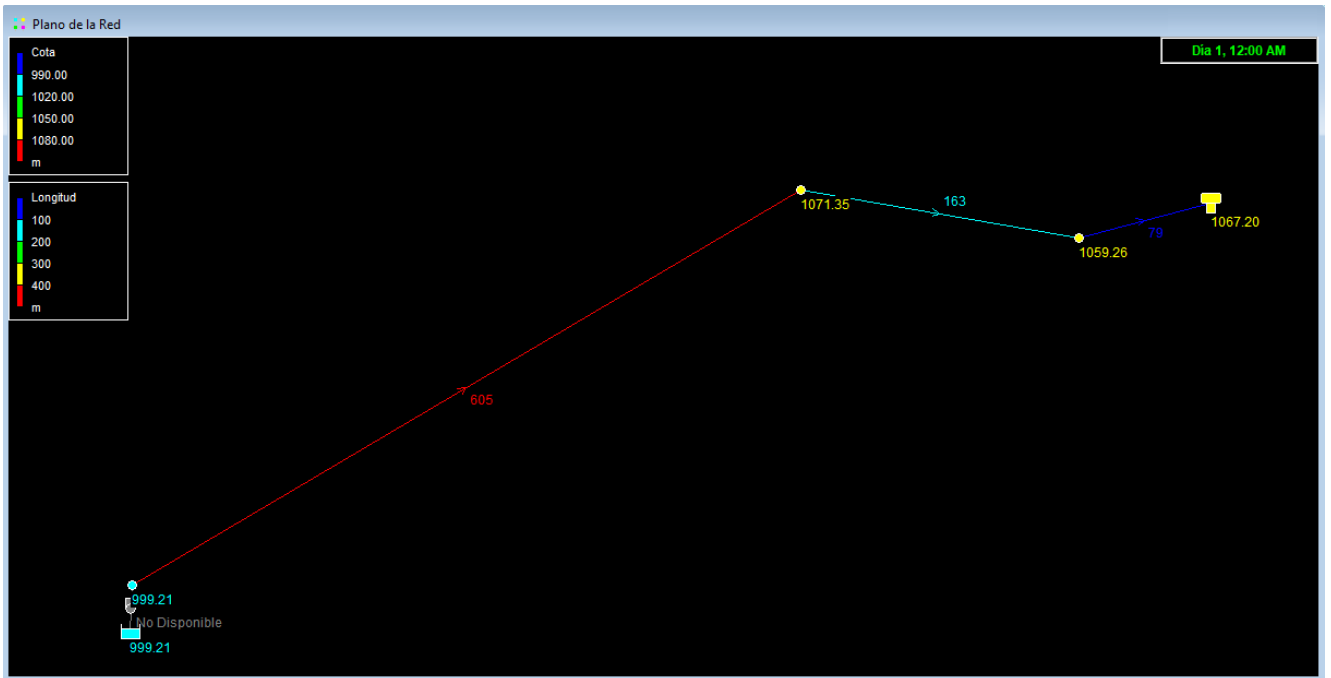 Plano de la Red
Cota
990.00
1020.00
1050.00
1080.00
m
Dia 1, 12:00 AM
Longitud
100
200
300
400
m
1071.35
163
1059.26
79
1067.20
605
999.21
No Disponible
999.21